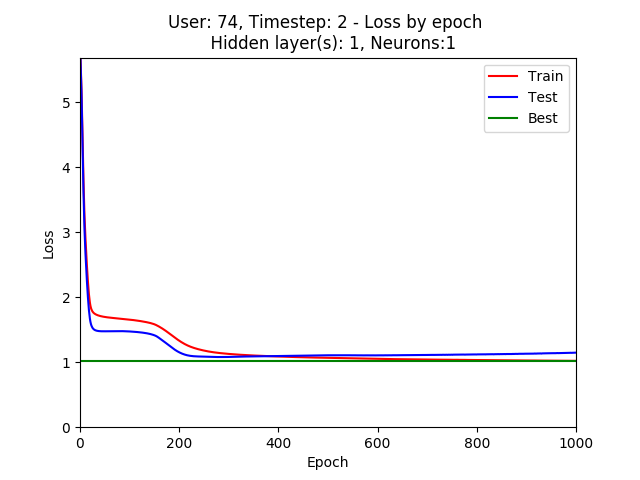 User: 74, Timestep: 2 - Loss by epoch
Hidden layer(s): 1, Neurons:1
Train
Test
Best
Loss
5
4
3
2
1
0
0 200 400 600 800 1000
Epoch